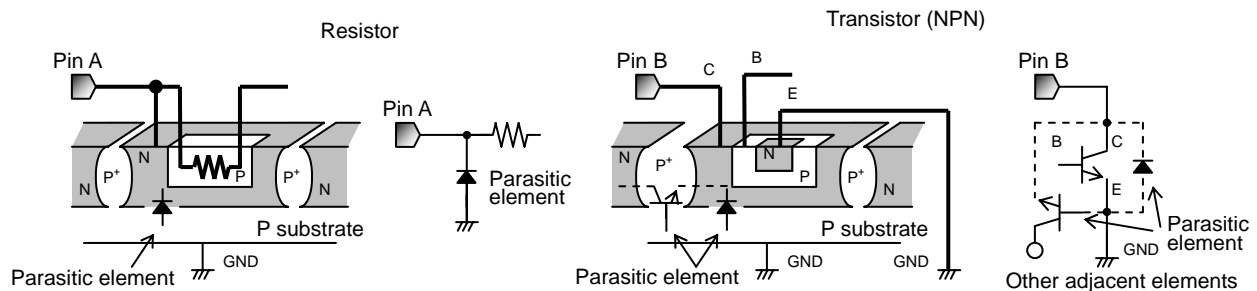 Resistor
Transistor (NPN)
Pin A
Pin B
C
B
E
Pin B
Pin A
N
N
P+
P
P+
N
N
P+
N
P
P+
N
B
C
E
Parasitic
element
Parasitic
element
P substrate
P substrate
GND
GND
GND
GND
Parasitic element
Parasitic element
Other adjacent elements